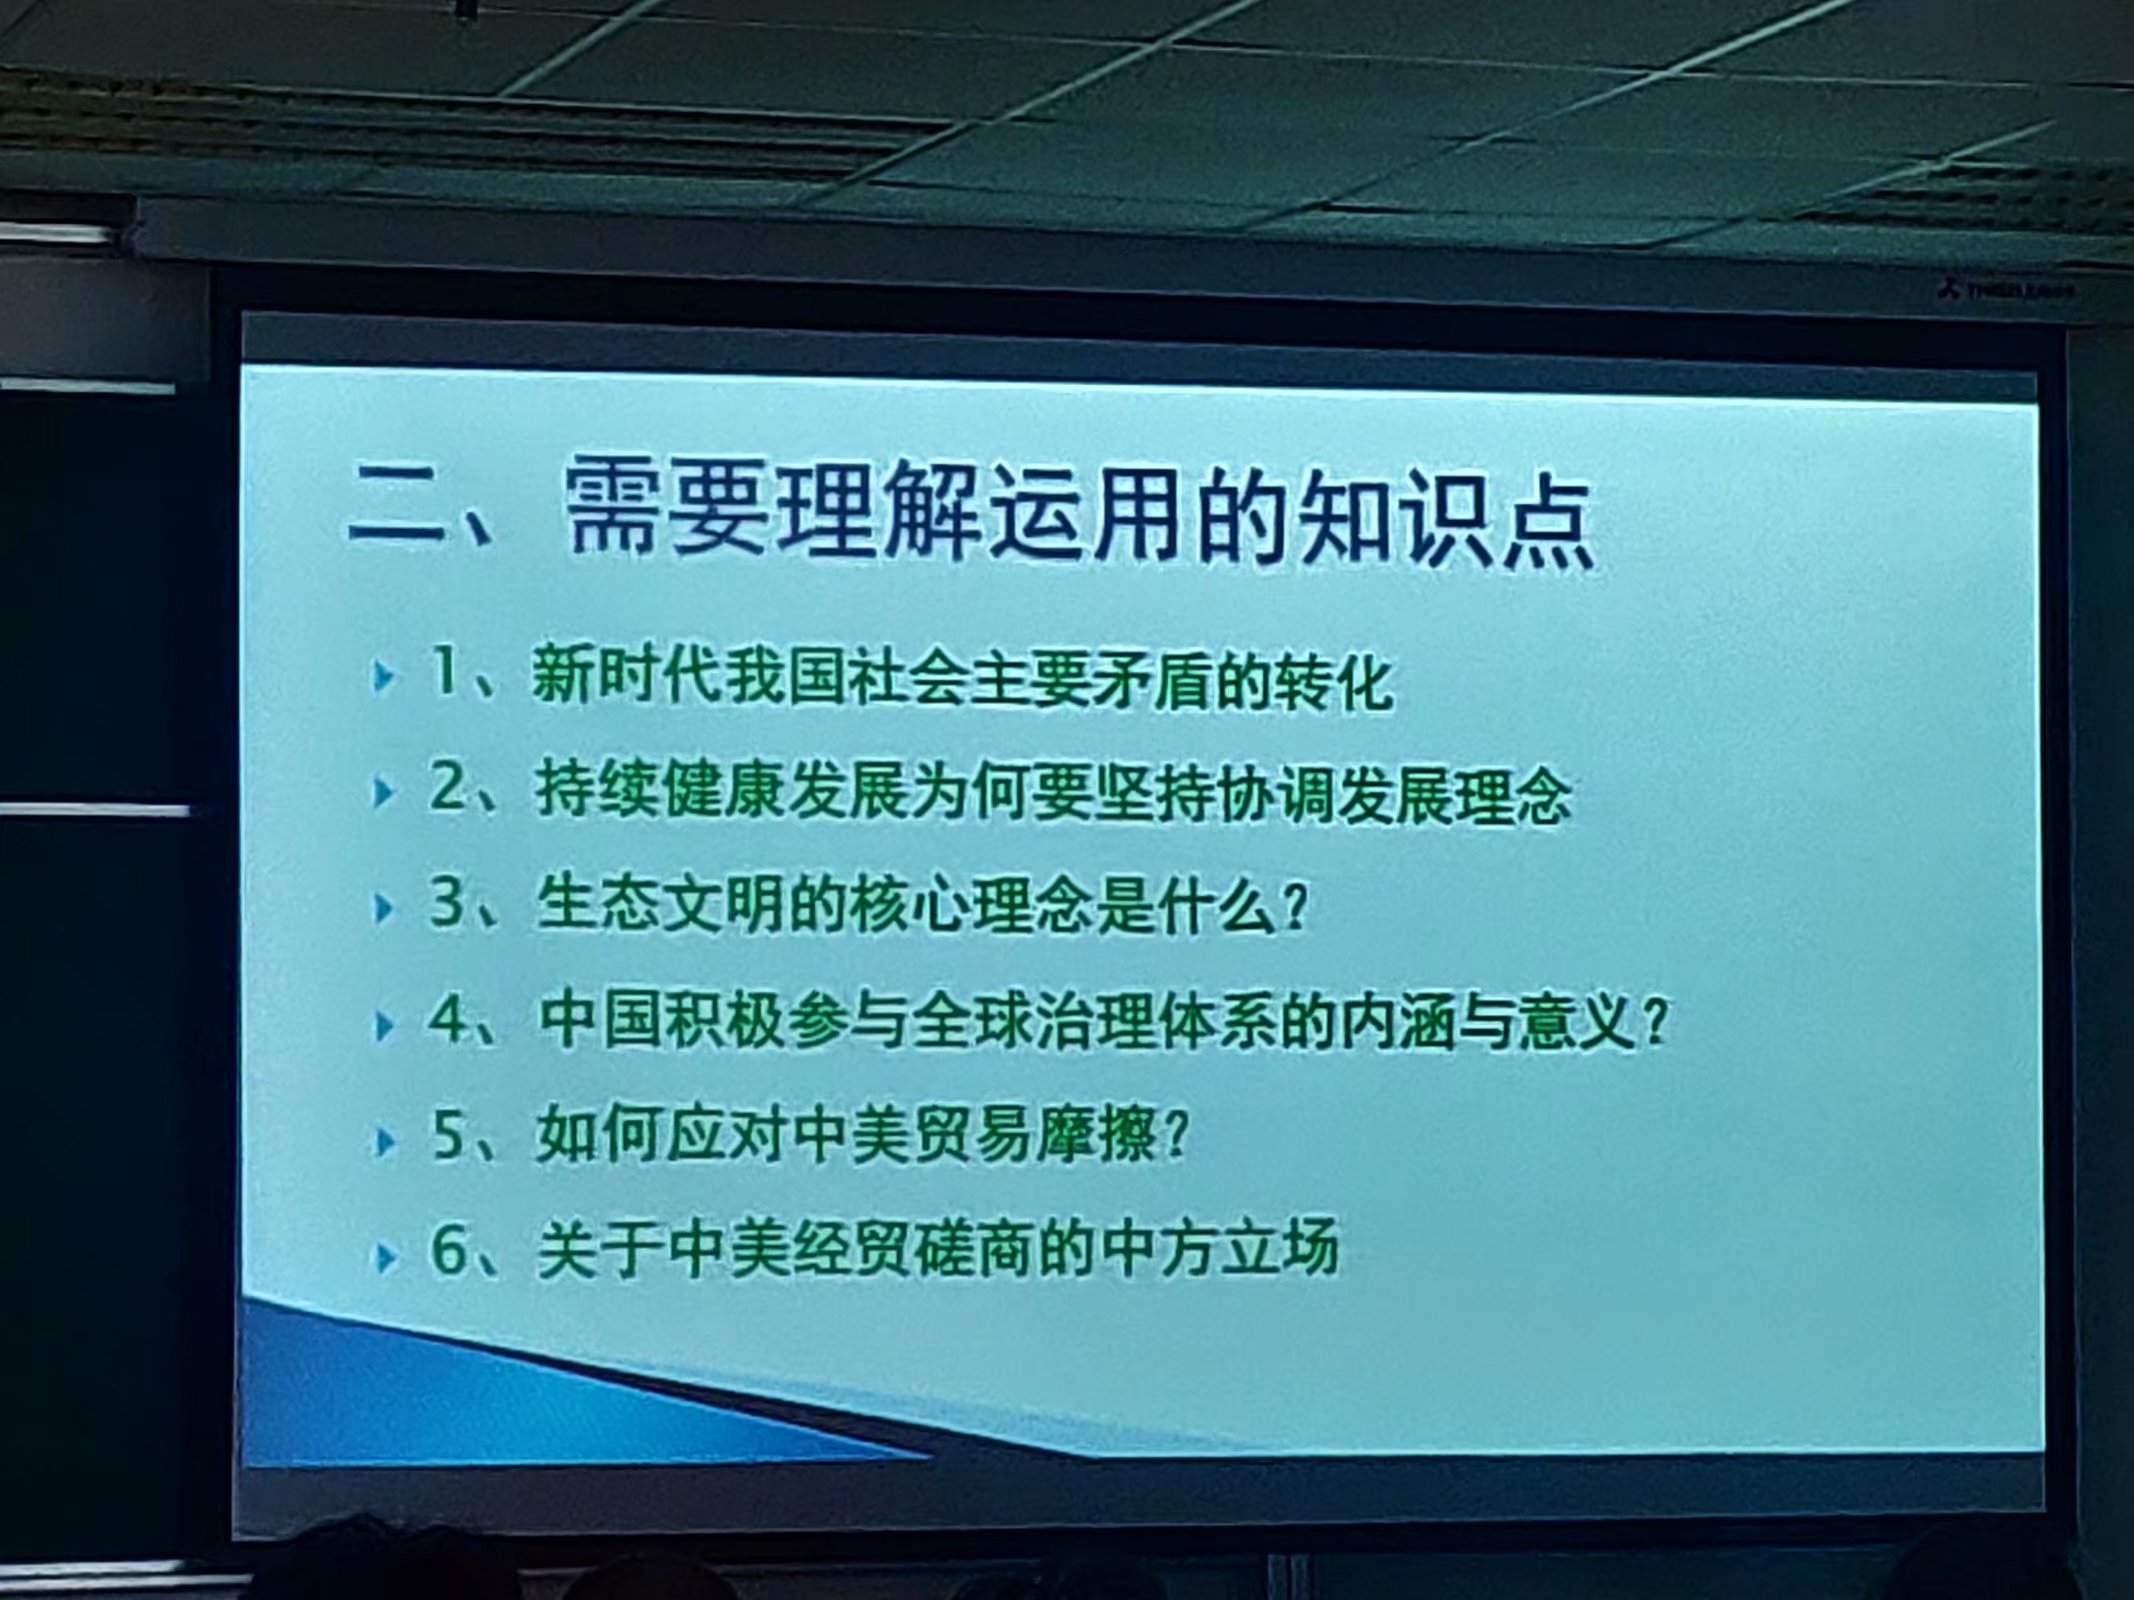 二、需要理解运用的知识点
1、新时代我国社会主要矛盾的转化
2、持续健康发展为何要坚持协调发展理念
3、生态文明的核心理念是什么？
4、中国积极参与全球治理体系的内涵与意义？
5、如何应对中美贸易摩擦？
6、关于中美经贸磋商的中方立场